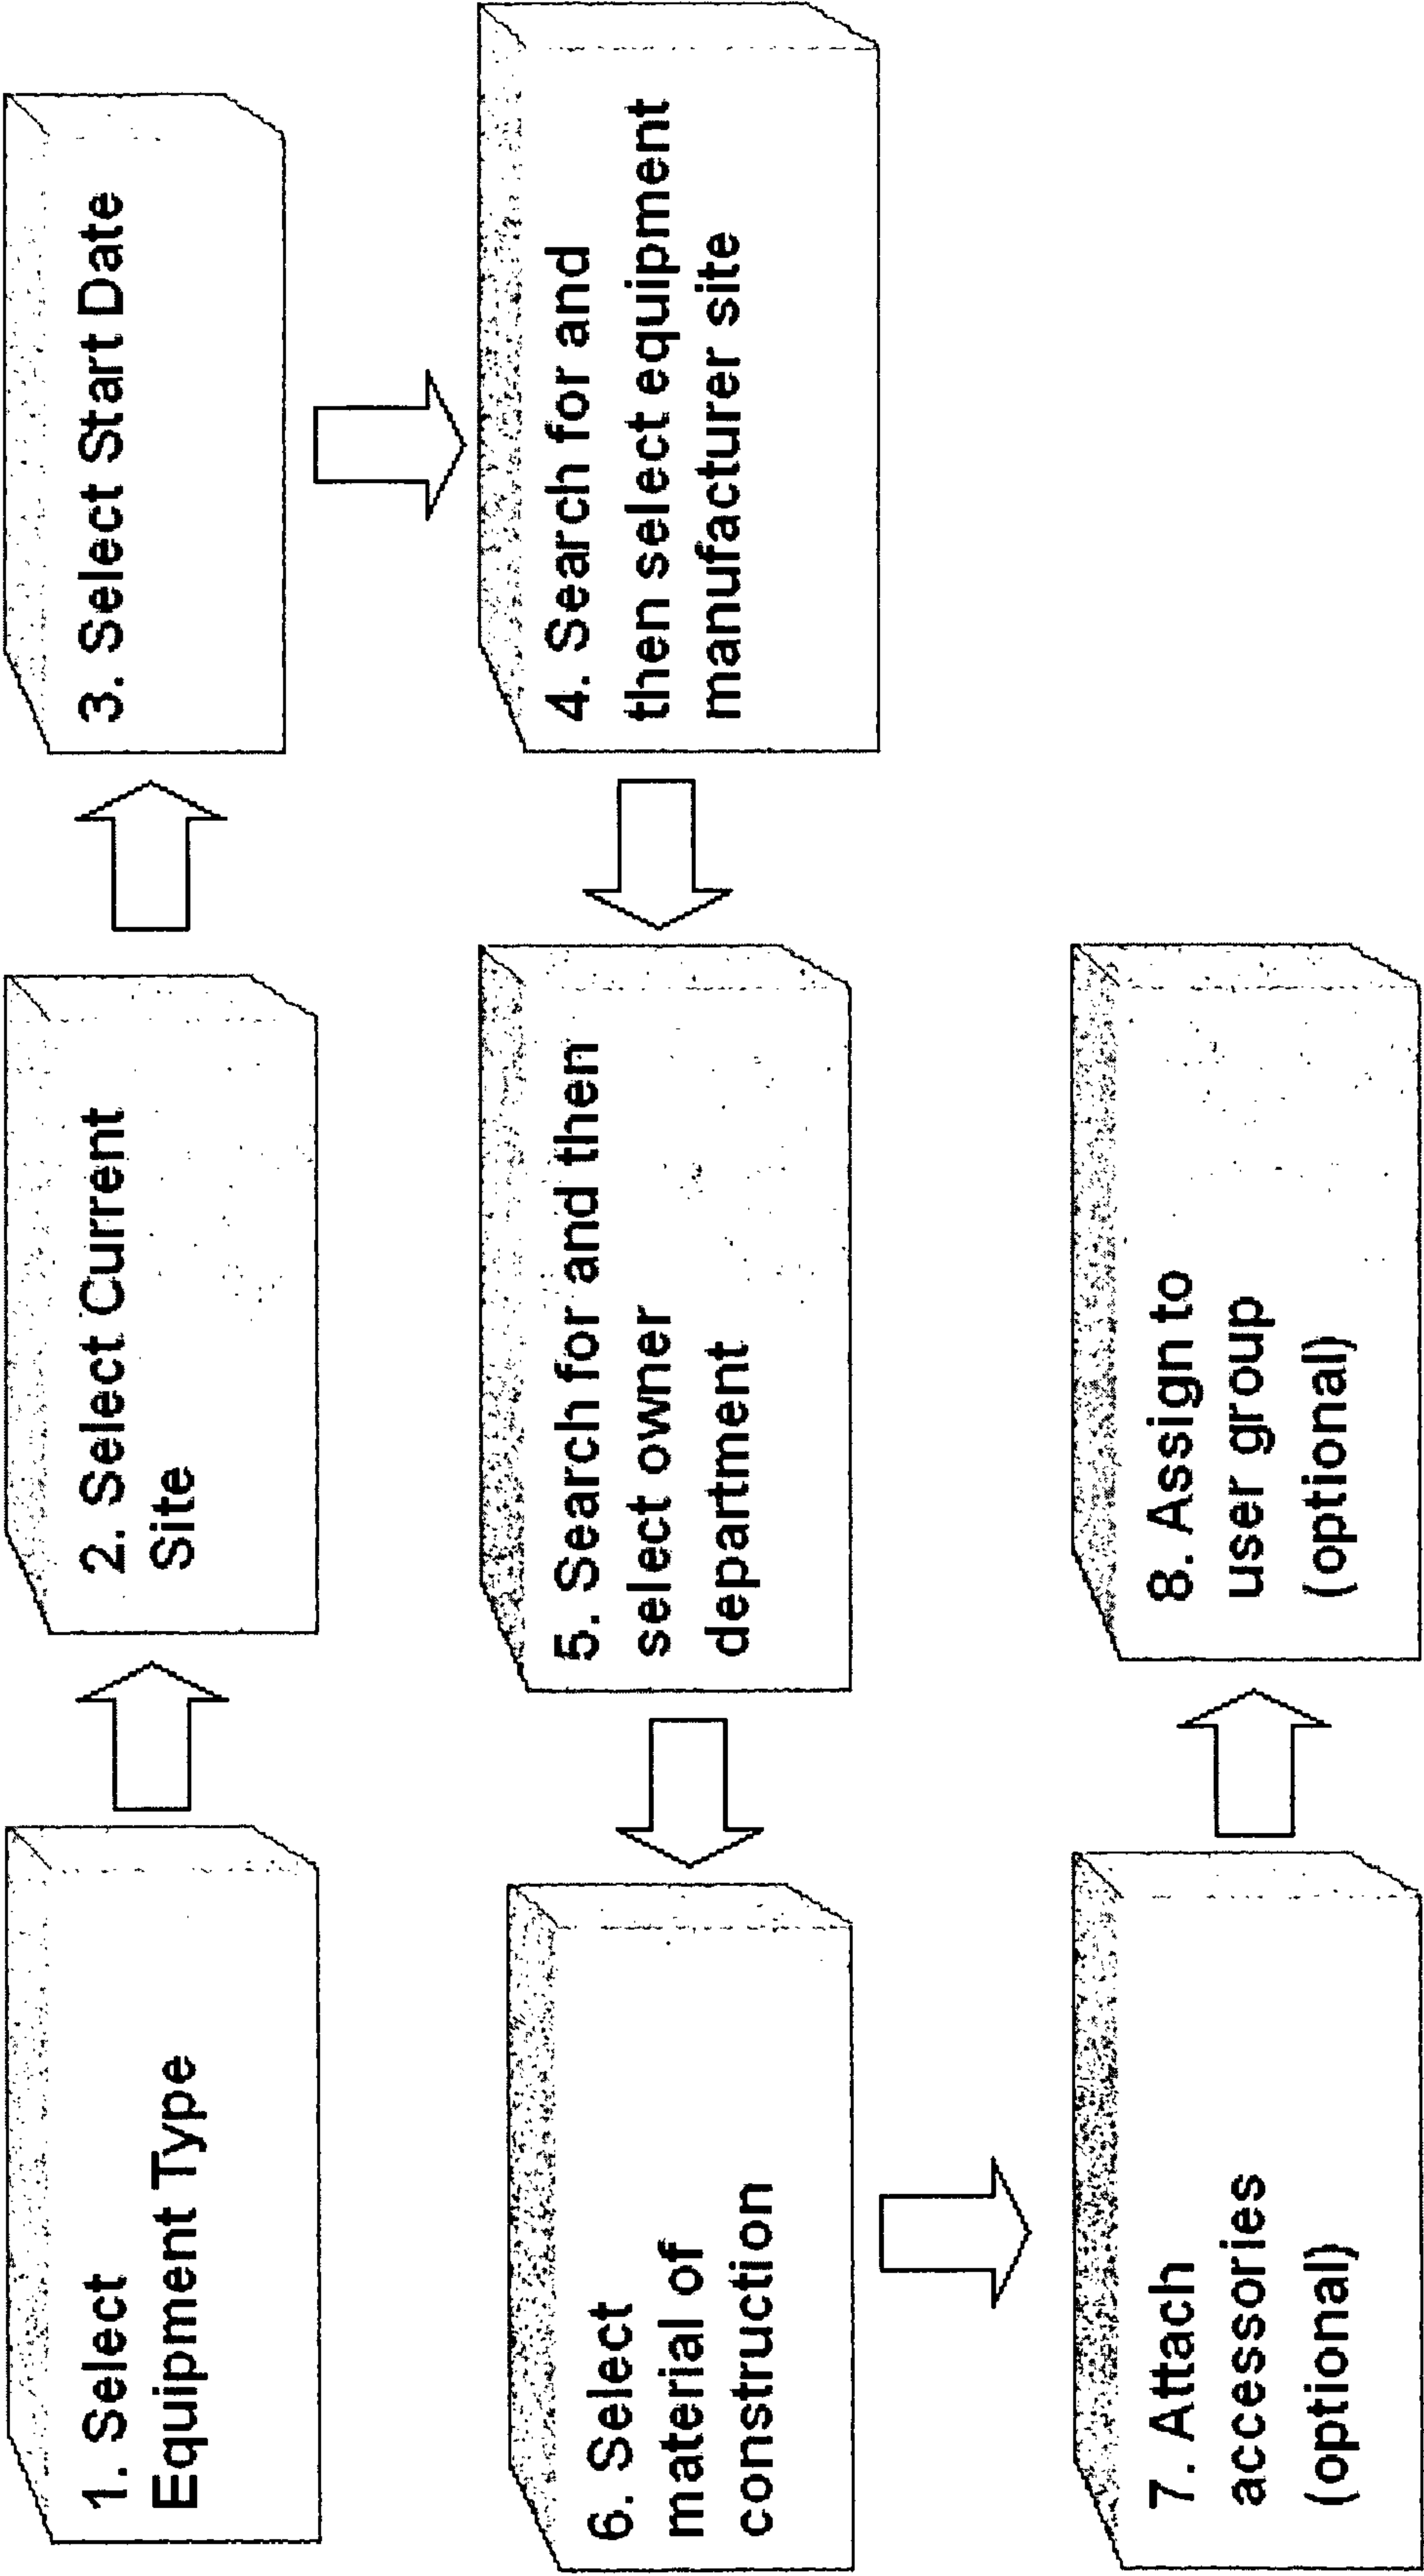 1. Select
Equipment Type
2. Select Current
Site
3. Select Start Date
4. Search for and
then select equipment
manufacturer site
5. Search for and then
select owner
department
6. Select
material of
construction
7. Attach
accessories
(optional)
8. Assign to
user group
(optional)